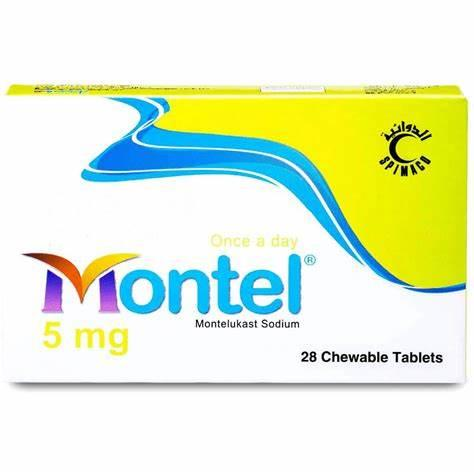 الدوائية
SPIMACO
Once a day
Montel®
Montelukast Sodium
5 mg
28 Chewable Tablets